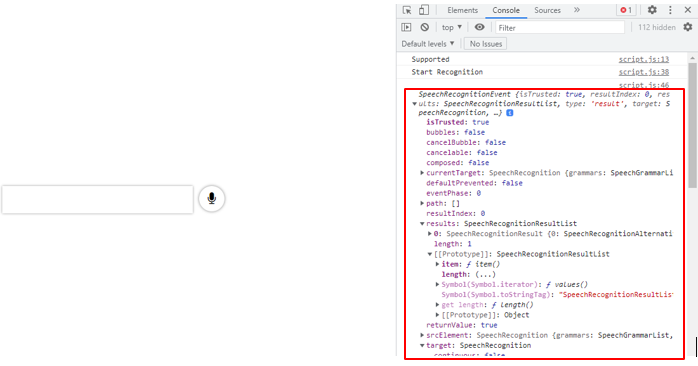 Elements Console Sources » 1
top ▼ Filter 112 hidden
Default levels ▼ No Issues
Supported script.js:13
Start Recognition script.js:38
script.js:46
SpeechRecognitionEvent {isTrusted: true, resultIndex: 0, res
▼ ults: SpeechRecognitionResultList, type: 'result', target: S
peechRecognition, …} i
isTrusted: true
bubbles: false
cancelBubble: false
cancelable: false
composed: false
▶ currentTarget: SpeechRecognition {grammars: SpeechGrammarLi
defaultPrevented: false
eventPhase: 0
▶ path: []
resultIndex: 0
▼ results: SpeechRecognitionResultList
▶ 0: SpeechRecognitionResult {0: SpeechRecognitionAlternati
length: 1
▼ [[Prototype]]: SpeechRecognitionResultList
▶ item: ƒ item()
length: (...)
▶ Symbol(Symbol.iterator): ƒ values()
Symbol(Symbol.toStringTag): "SpeechRecognitionResultList
▶ get length: ƒ length()
▶ [[Prototype]]: Object
returnValue: true
▶ srcElement: SpeechRecognition {grammars: SpeechGrammarList,
▼ target: SpeechRecognition
continuous: false